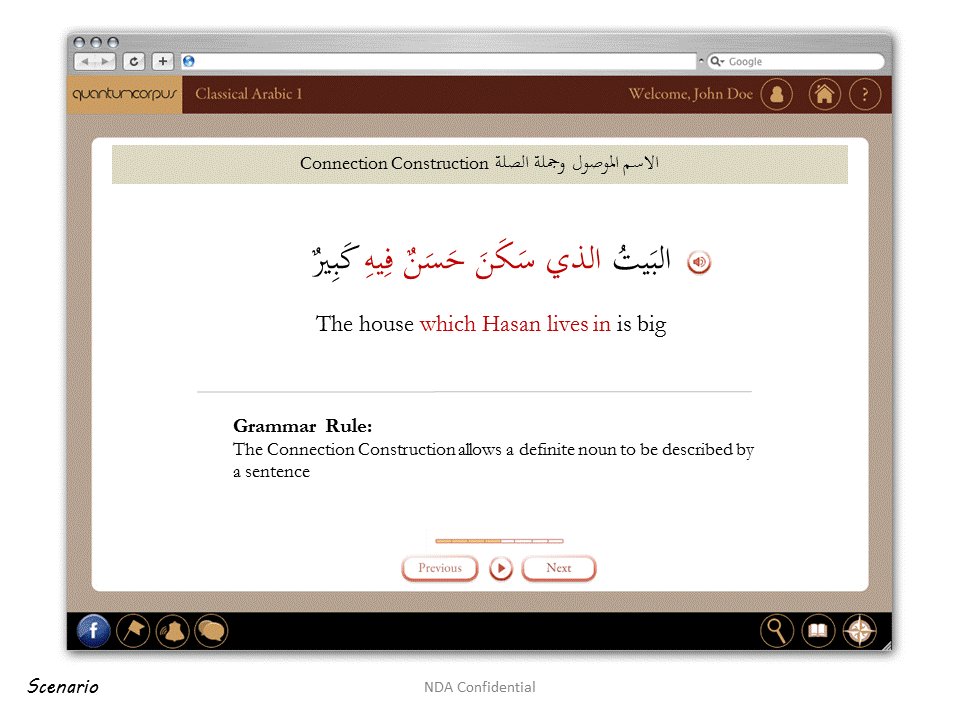 Google
quantumcorpus Classical Arabic 1 Welcome, John Doe ?
Connection Construction الاسم الموصول وجملة الصلة
البَيتُ الذي سَكَنَ حَسَنٌ فِيهِ كَبِيرٌ
The house which Hasan lives in is big
Grammar Rule:
The Connection Construction allows a definite noun to be described by
a sentence
Previous Next
f
Scenario NDA Confidential